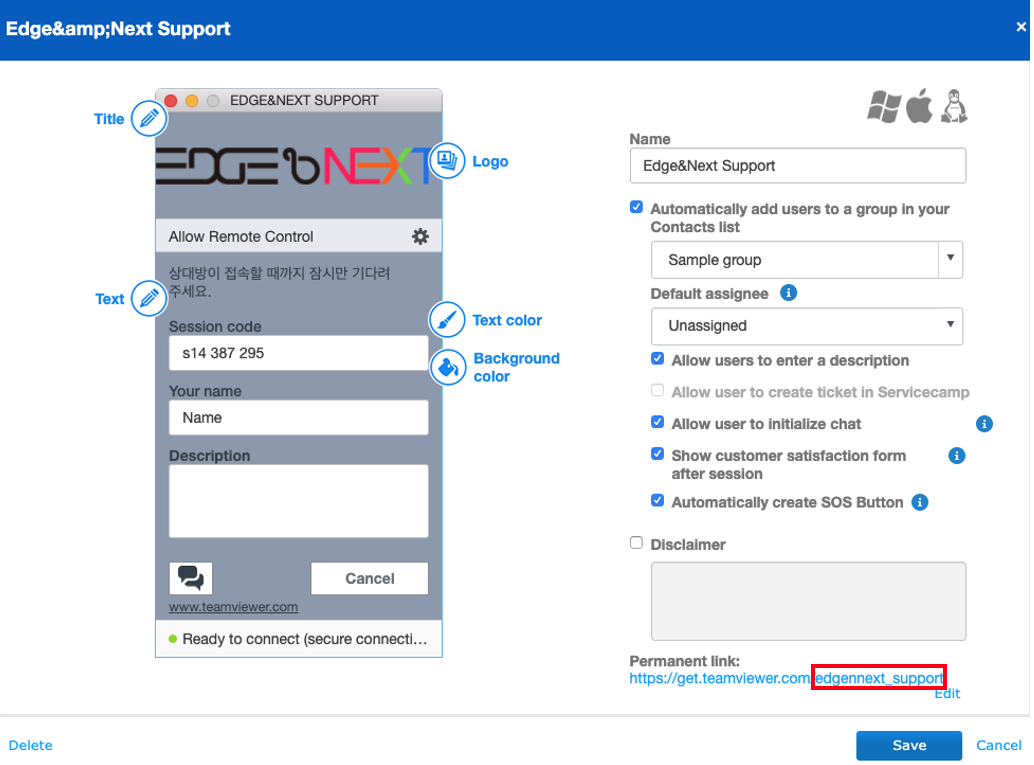 Edge&amp;Next Support
×
EDGE&NEXT SUPPORT
Title
EDGE&NEXT
Logo
Allow Remote Control
상대방이 접속할 때까지 잠시만 기다려
주세요.
Text
Session code
s14 387 295
Text color
Background
color
Your name
Name
Description
Cancel
www.teamviewer.com
Ready to connect (secure connecti...
Name
Edge&Next Support
Automatically add users to a group in your
Contacts list
Sample group
Default assignee
Unassigned
Allow users to enter a description
Allow user to create ticket in Servicecamp
Allow user to initialize chat
Show customer satisfaction form
after session
Automatically create SOS Button
Disclaimer
Permanent link:
https://get.teamviewer.com/edgennext_support
Edit
Delete
Save
Cancel